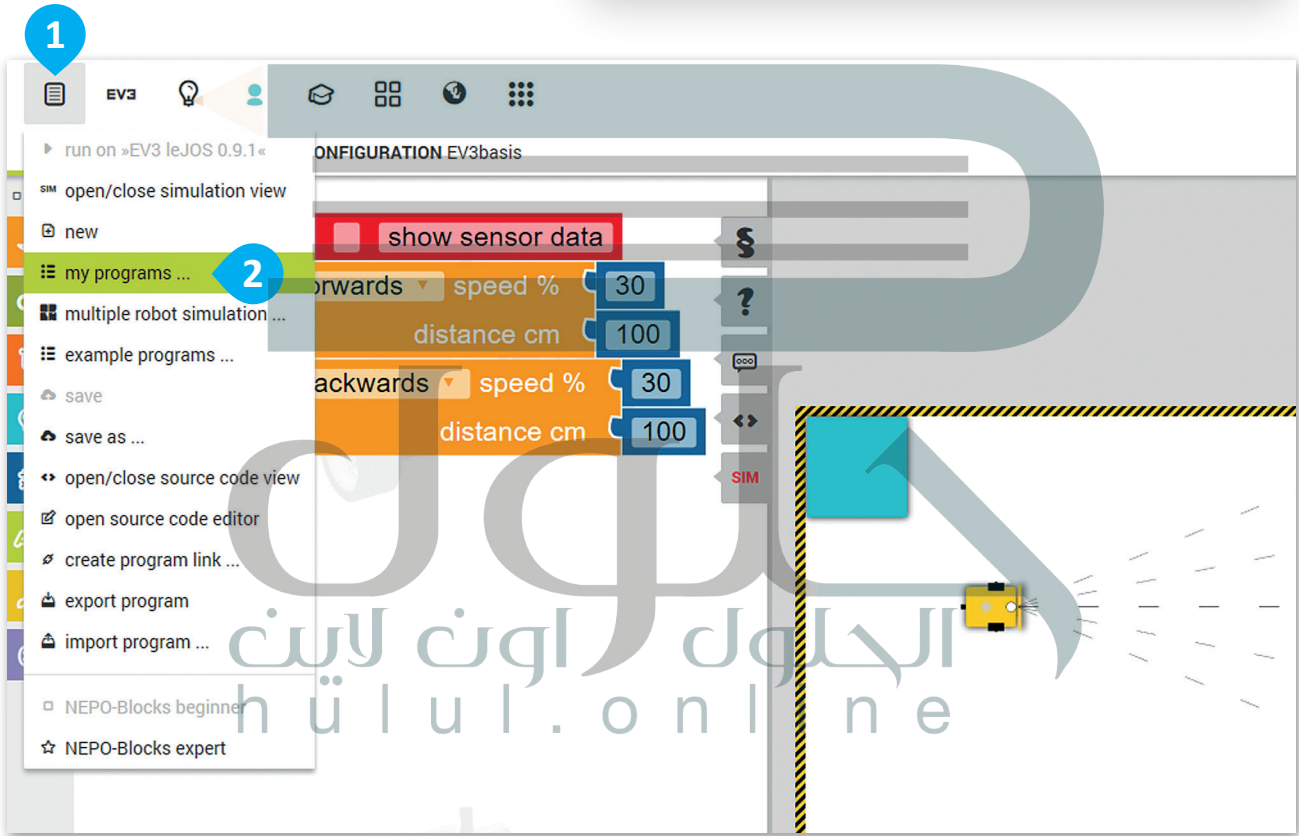 1
EV3
run on »EV3 leJOS 0.9.1«
ONFIGURATION EV3basis
SIM open/close simulation view
new
show sensor data
my programs ...
2
orwards speed % 30
multiple robot simulation ...
distance cm 100
example programs ...
ackwards speed % 30
save
save as ...
distance cm 100
open/close source code view
SIM
open source code editor
create program link ...
export program
import program ...
NEPO-Blocks beginner
NEPO-Blocks expert
حلول
الحلول اون لاين
hülul.online